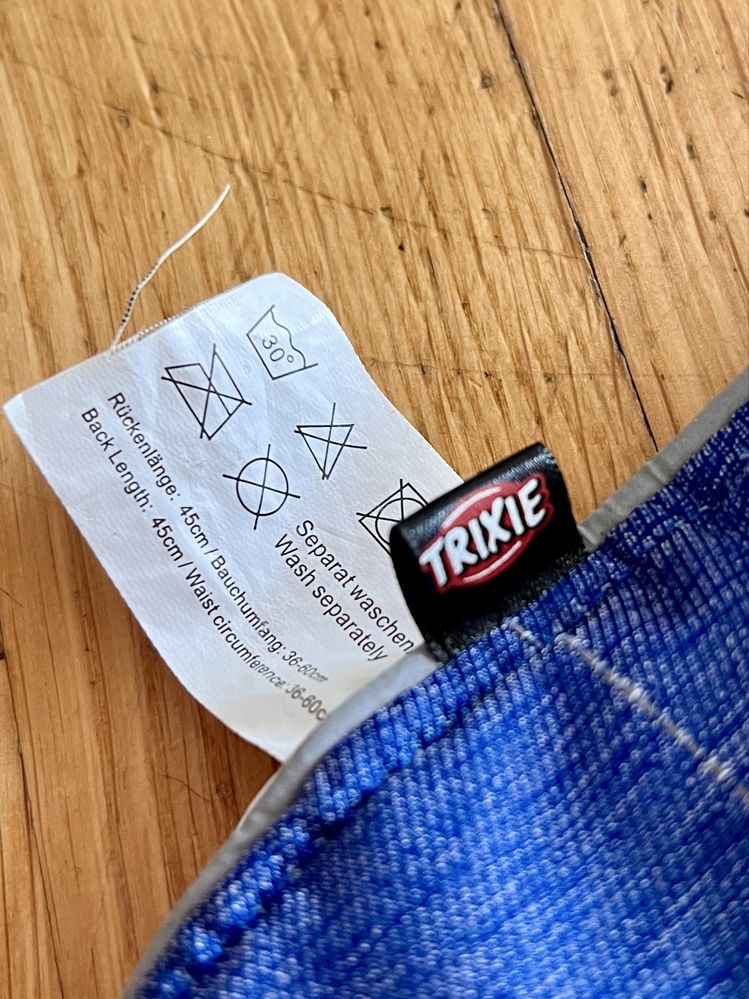 30°
Rückenlänge: 45cm / Bauchumfang: 36-60cm
Back Length: 45cm / Waist circumference: 36-60c
Separat waschen
Wash separately
TRIXIE